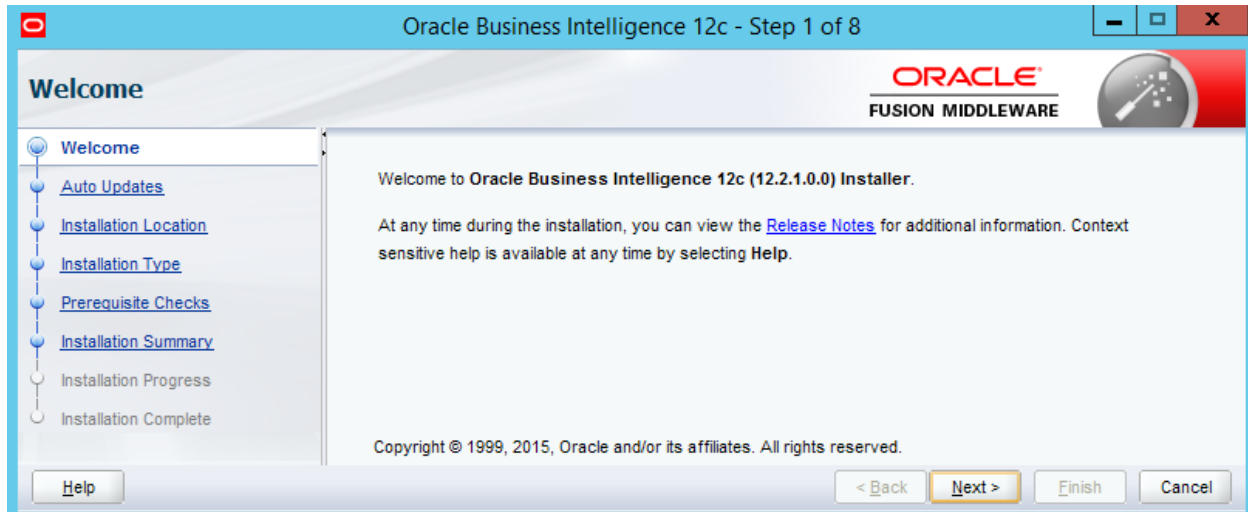 Oracle Business Intelligence 12c - Step 1 of 8
Welcome
ORACLE
FUSION MIDDLEWARE
Welcome
Auto Updates
Installation Location
Installation Type
Prerequisite Checks
Installation Summary
Installation Progress
Installation Complete
Welcome to Oracle Business Intelligence 12c (12.2.1.0.0) Installer.
At any time during the installation, you can view the Release Notes for additional information. Context
sensitive help is available at any time by selecting Help.
Copyright © 1999, 2015, Oracle and/or its affiliates. All rights reserved.
Help
< Back
Next >
Finish
Cancel